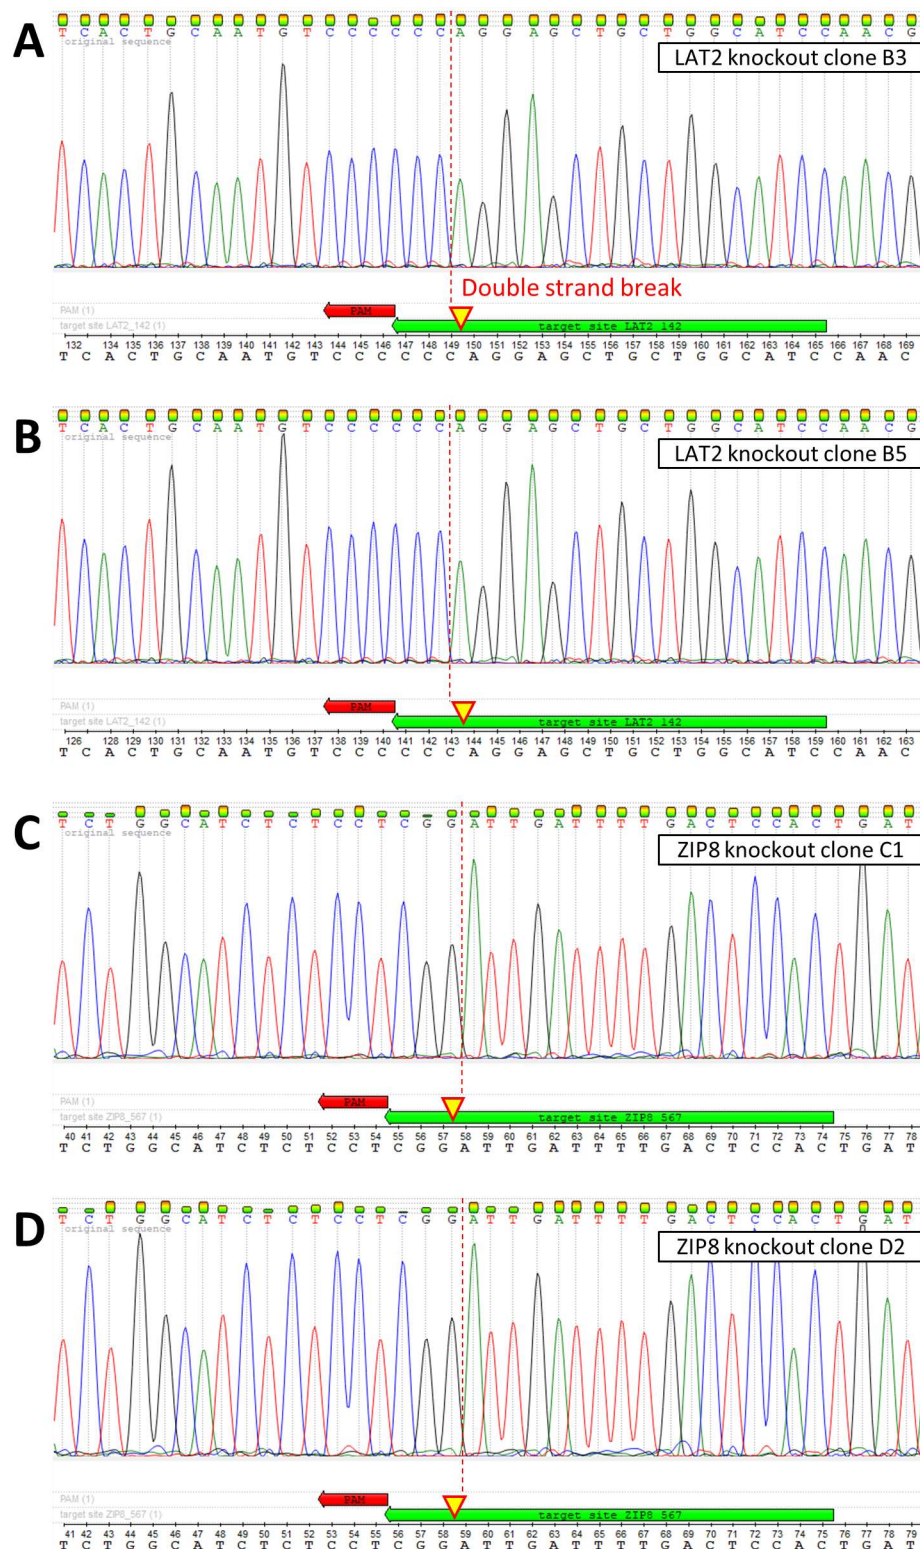 A
T C A C T G C A A T G T C C C C C C A G G A G C T G C T G G C A T C C A A C G
original sequence
LAT2 knockout clone B3
Double strand break
PAM (1)
PAM
target site LAT2_142 (1)
target site LAT2 142
132 134 135 136 137 138 139 140 141 142 143 144 145 146 147 148 149 150 151 152 153 154 155 156 157 158 159 160 161 162 163 164 165 166 167 168 169
T C A C T G C A A T G T C C C C C C A G G A G C T G C T G G C A T C C A A C
B
T C A C T G C A A T G T C C C C C C A G G A G C T G C T G G C A T C C A A C G
original sequence
LAT2 knockout clone B5
PAM (1)
PAM
target site LAT2_142 (1)
target site LAT2 142
126 128 129 130 131 132 133 134 135 136 137 138 139 140 141 142 143 144 145 146 147 148 149 150 151 152 153 154 155 156 157 158 159 160 161 162 163
T C A C T G C A A T G T C C C C C C A G G A G C T G C T G G C A T C C A A C
C
T C T G G C A T C T C T C C T C G G A T T G A T T T T G A C T C C A C T G A T
original sequence
ZIP8 knockout clone C1
PAM (1)
PAM
target site ZIP8_567 (1)
target site ZIP8 567
40 41 42 43 44 45 46 47 48 49 50 51 52 53 54 55 56 57 58 59 60 61 62 63 64 65 66 67 68 69 70 71 72 73 74 75 76 77 78
T C T G G C A T C T C T C C T C G G A T T G A T T T T G A C T C C A C T G A T
D
T C T G G C A T C T C T C C T C G G A T T G A T T T T G A C T C C A C T G A T
original sequence
ZIP8 knockout clone D2
PAM (1)
PAM
target site ZIP8_567 (1)
target site ZIP8 567
41 42 43 44 45 46 47 48 49 50 51 52 53 54 55 56 57 58 59 60 61 62 63 64 65 66 67 68 69 70 71 72 73 74 75 76 77 78 79
T C T G G C A T C T C T C C T C G G A T T G A T T T T G A C T C C A C T G A T